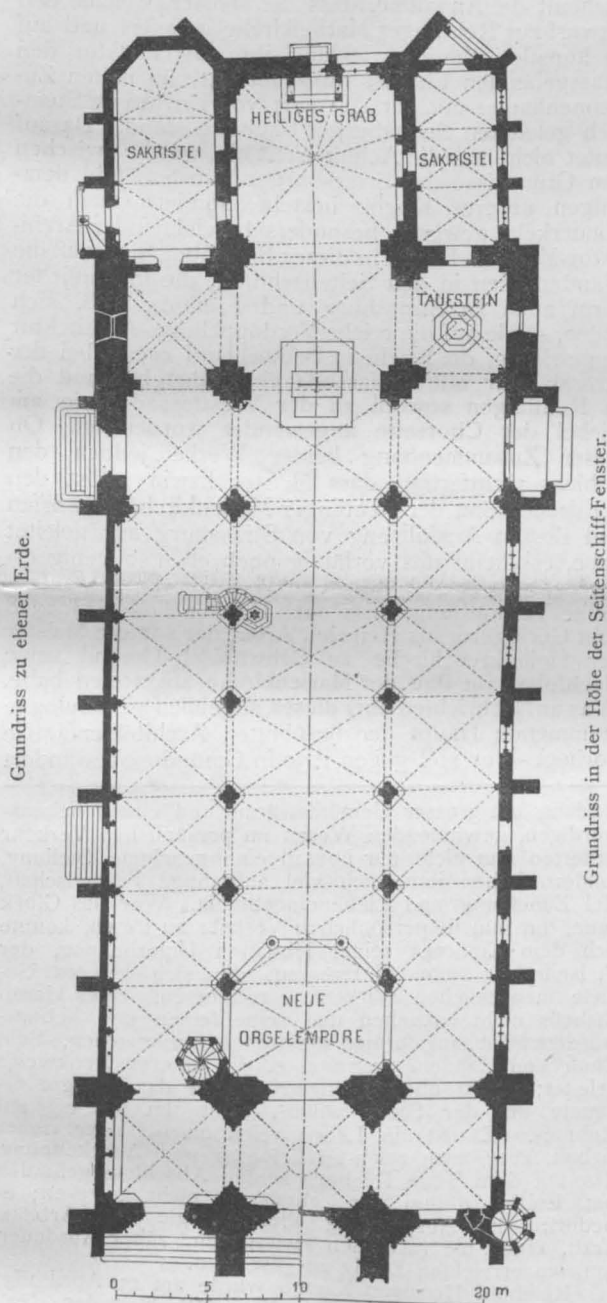 HEILIGES GRAB
SAKRISTEI
SAKRISTEI
TAUFSTEIN
Grundriss zu ebener Erde.
Grundriss in der Höhe der Seitenschiff-Fenster.
NEUE
ORGELEMPORE
0 5 10 20 m